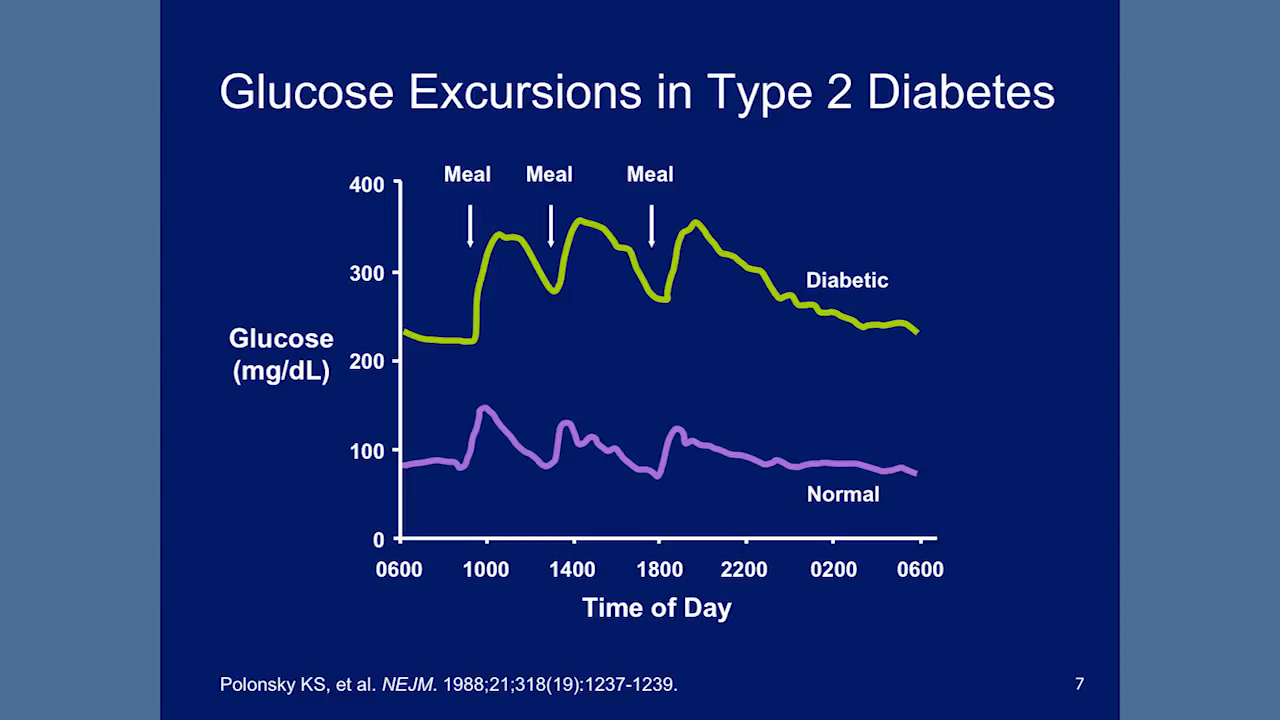 Glucose Excursions in Type 2 Diabetes
Meal Meal Meal
400
300
Diabetic
Glucose
(mg/dL)
200
100
Normal
0
0600 1000 1400 1800 2200 0200 0600
Time of Day
Polonsky KS, et al. NEJM. 1988;21;318(19):1237-1239.
7